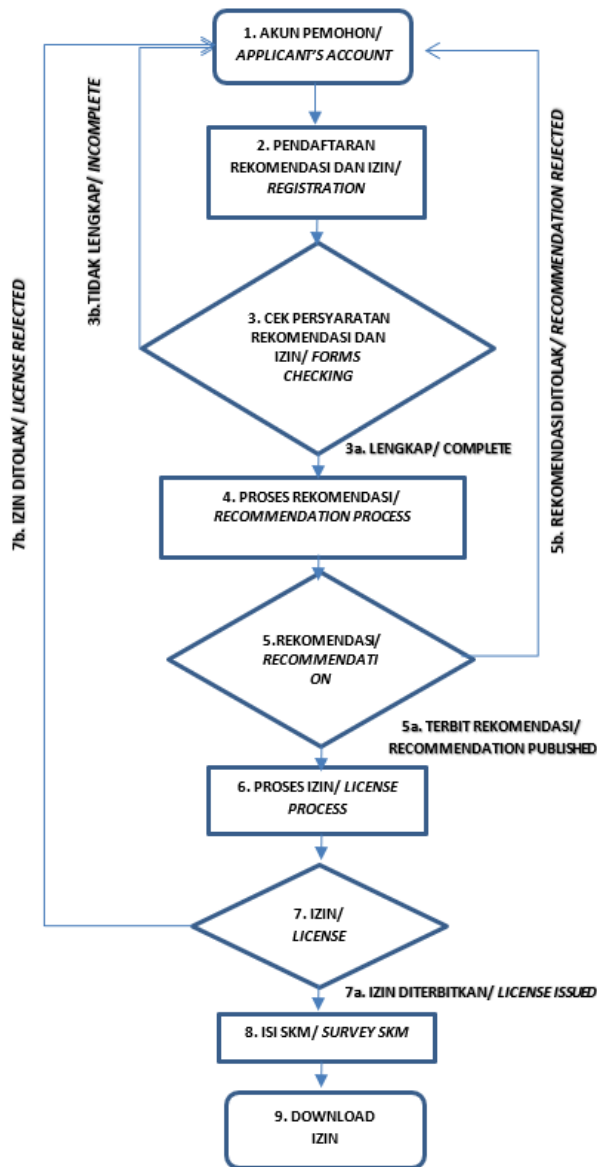 1. AKUN PEMOHON/
APPLICANT'S ACCOUNT
2. PENDAFTARAN
REKOMENDASI DAN IZIN/
REGISTRATION
3b.TIDAK LENGKAP/ INCOMPLETE
3. CEK PERSYARATAN
REKOMENDASI DAN
IZIN/ FORMS
CHECKING
3a. LENGKAP/ COMPLETE
4. PROSES REKOMENDASI/
RECOMMENDATION PROCESS
5.REKOMENDASI/
RECOMMENDATI
ON
5b. REKOMENDASI DITOLAK/ RECOMMENDATION REJECTED
5a. TERBIT REKOMENDASI/
RECOMMENDATION PUBLISHED
6. PROSES IZIN/ LICENSE
PROCESS
7. IZIN/
LICENSE
7b. IZIN DITOLAK/ LICENSE REJECTED
7a. IZIN DITERBITKAN/ LICENSE ISSUED
8. ISI SKM/ SURVEY SKM
9. DOWNLOAD
IZIN